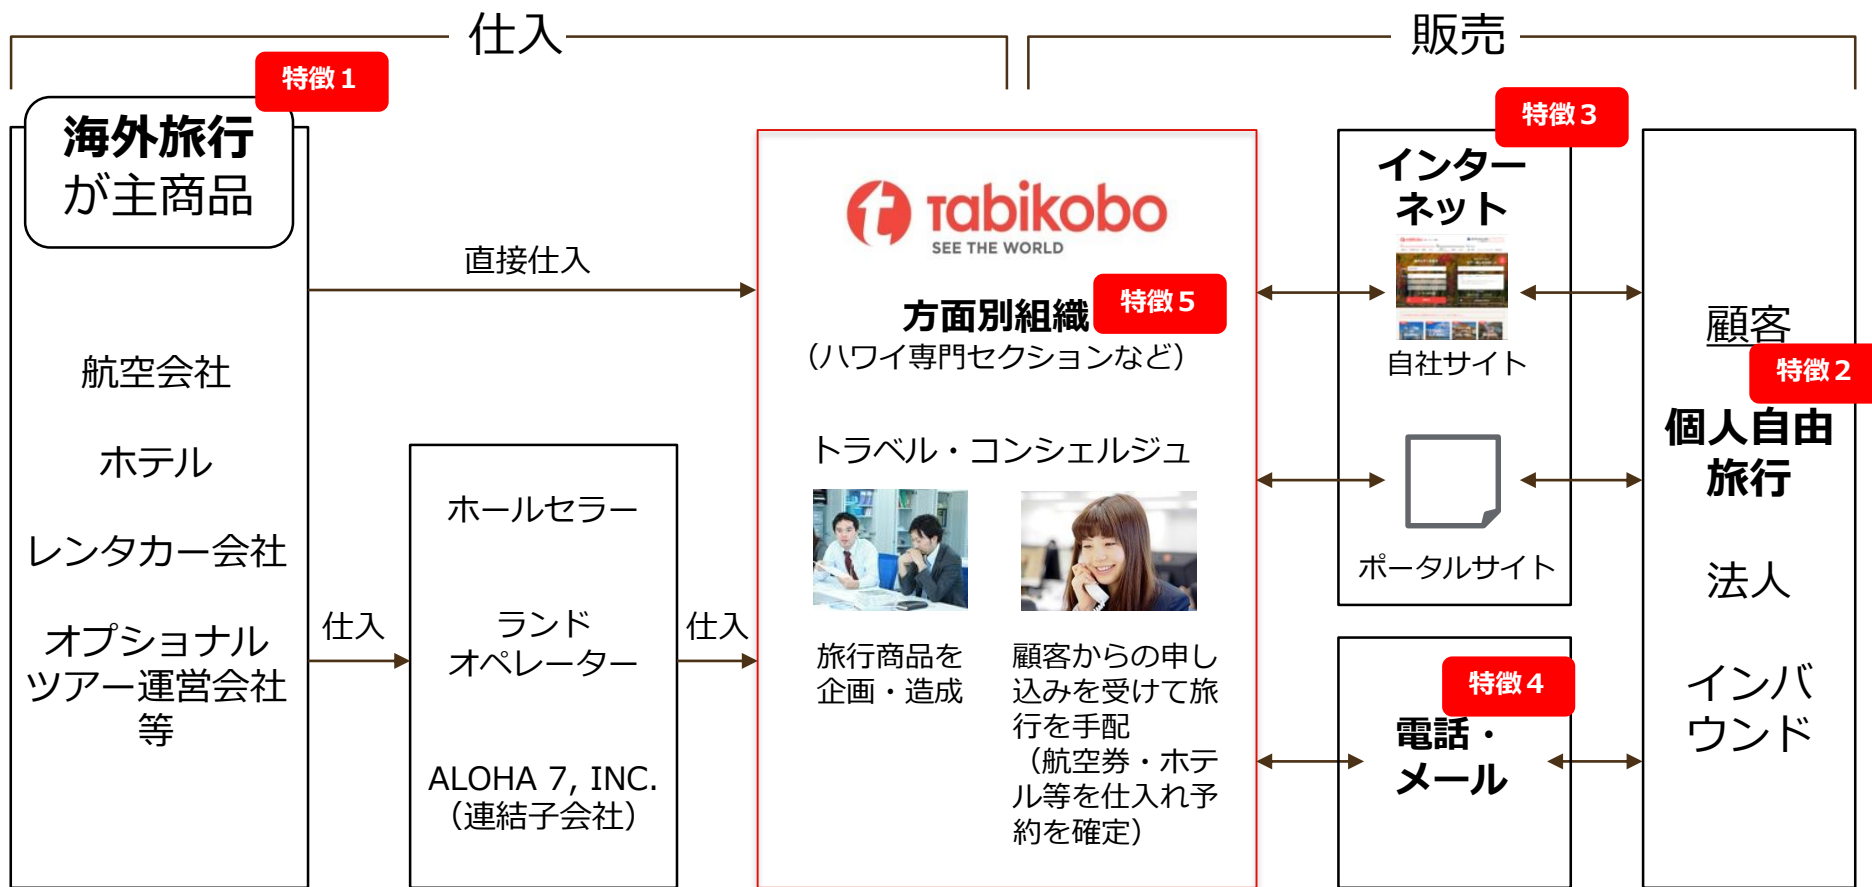 仕入
販売
特徴１
海外旅行
が主商品
航空会社
ホテル
レンタカー会社
オプショナル
ツアー運営会社
等
直接仕入
仕入
ホールセラー
ランド
オペレーター
ALOHA 7, INC.
（連結子会社）
仕入
Tabikobo
SEE THE WORLD
方面別組織
特徴５
（ハワイ専門セクションなど）
トラベル・コンシェルジュ
旅行商品を
企画・造成
顧客からの申し
込みを受けて旅
行を手配
（航空券・ホテ
ル等を仕入れ予
約を確定）
特徴３
インター
ネット
自社サイト
ポータルサイト
特徴４
電話・
メール
顧客
特徴２
個人自由
旅行
法人
インバ
ウンド